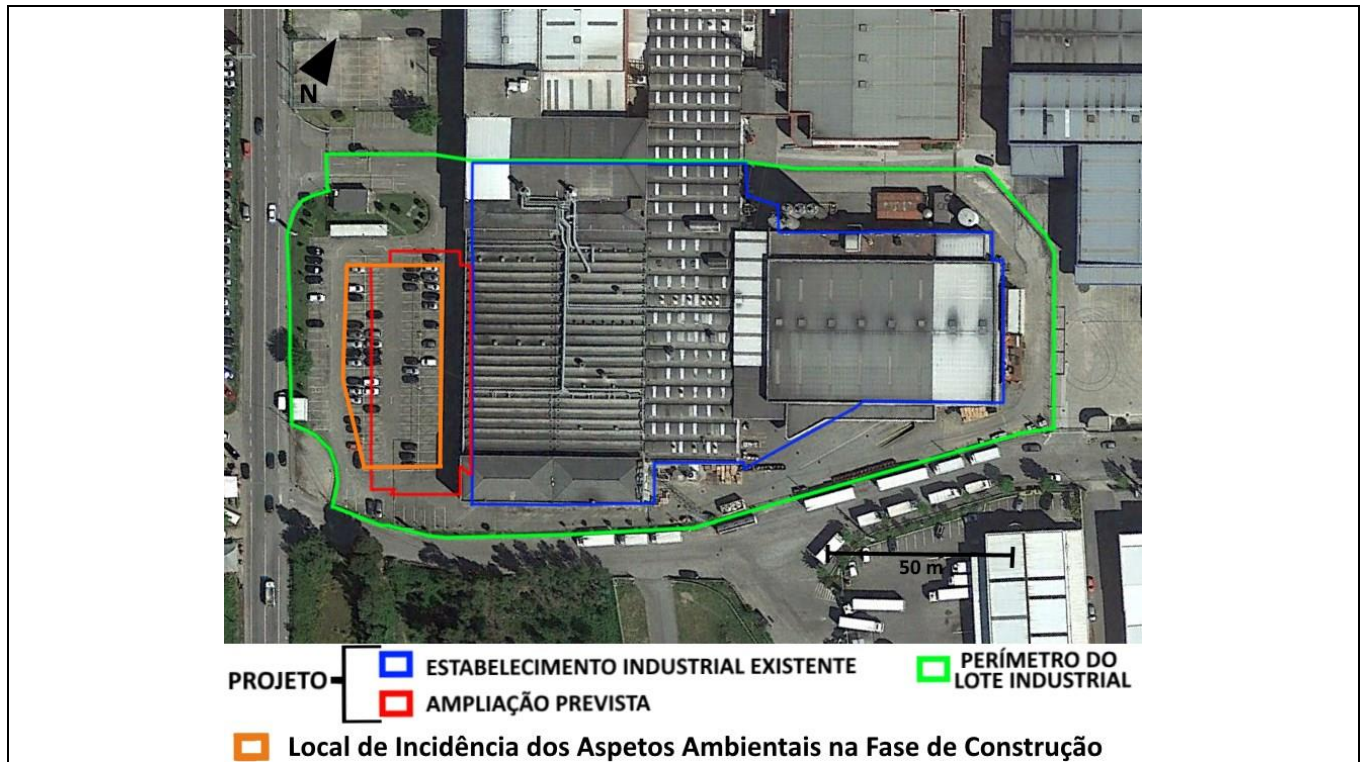 N
50 m
PROJETO
ESTABELECIMENTO INDUSTRIAL EXISTENTE
AMPLIAÇÃO PREVISTA
PERÍMETRO DO
LOTE INDUSTRIAL
Local de Incidência dos Aspetos Ambientais na Fase de Construção